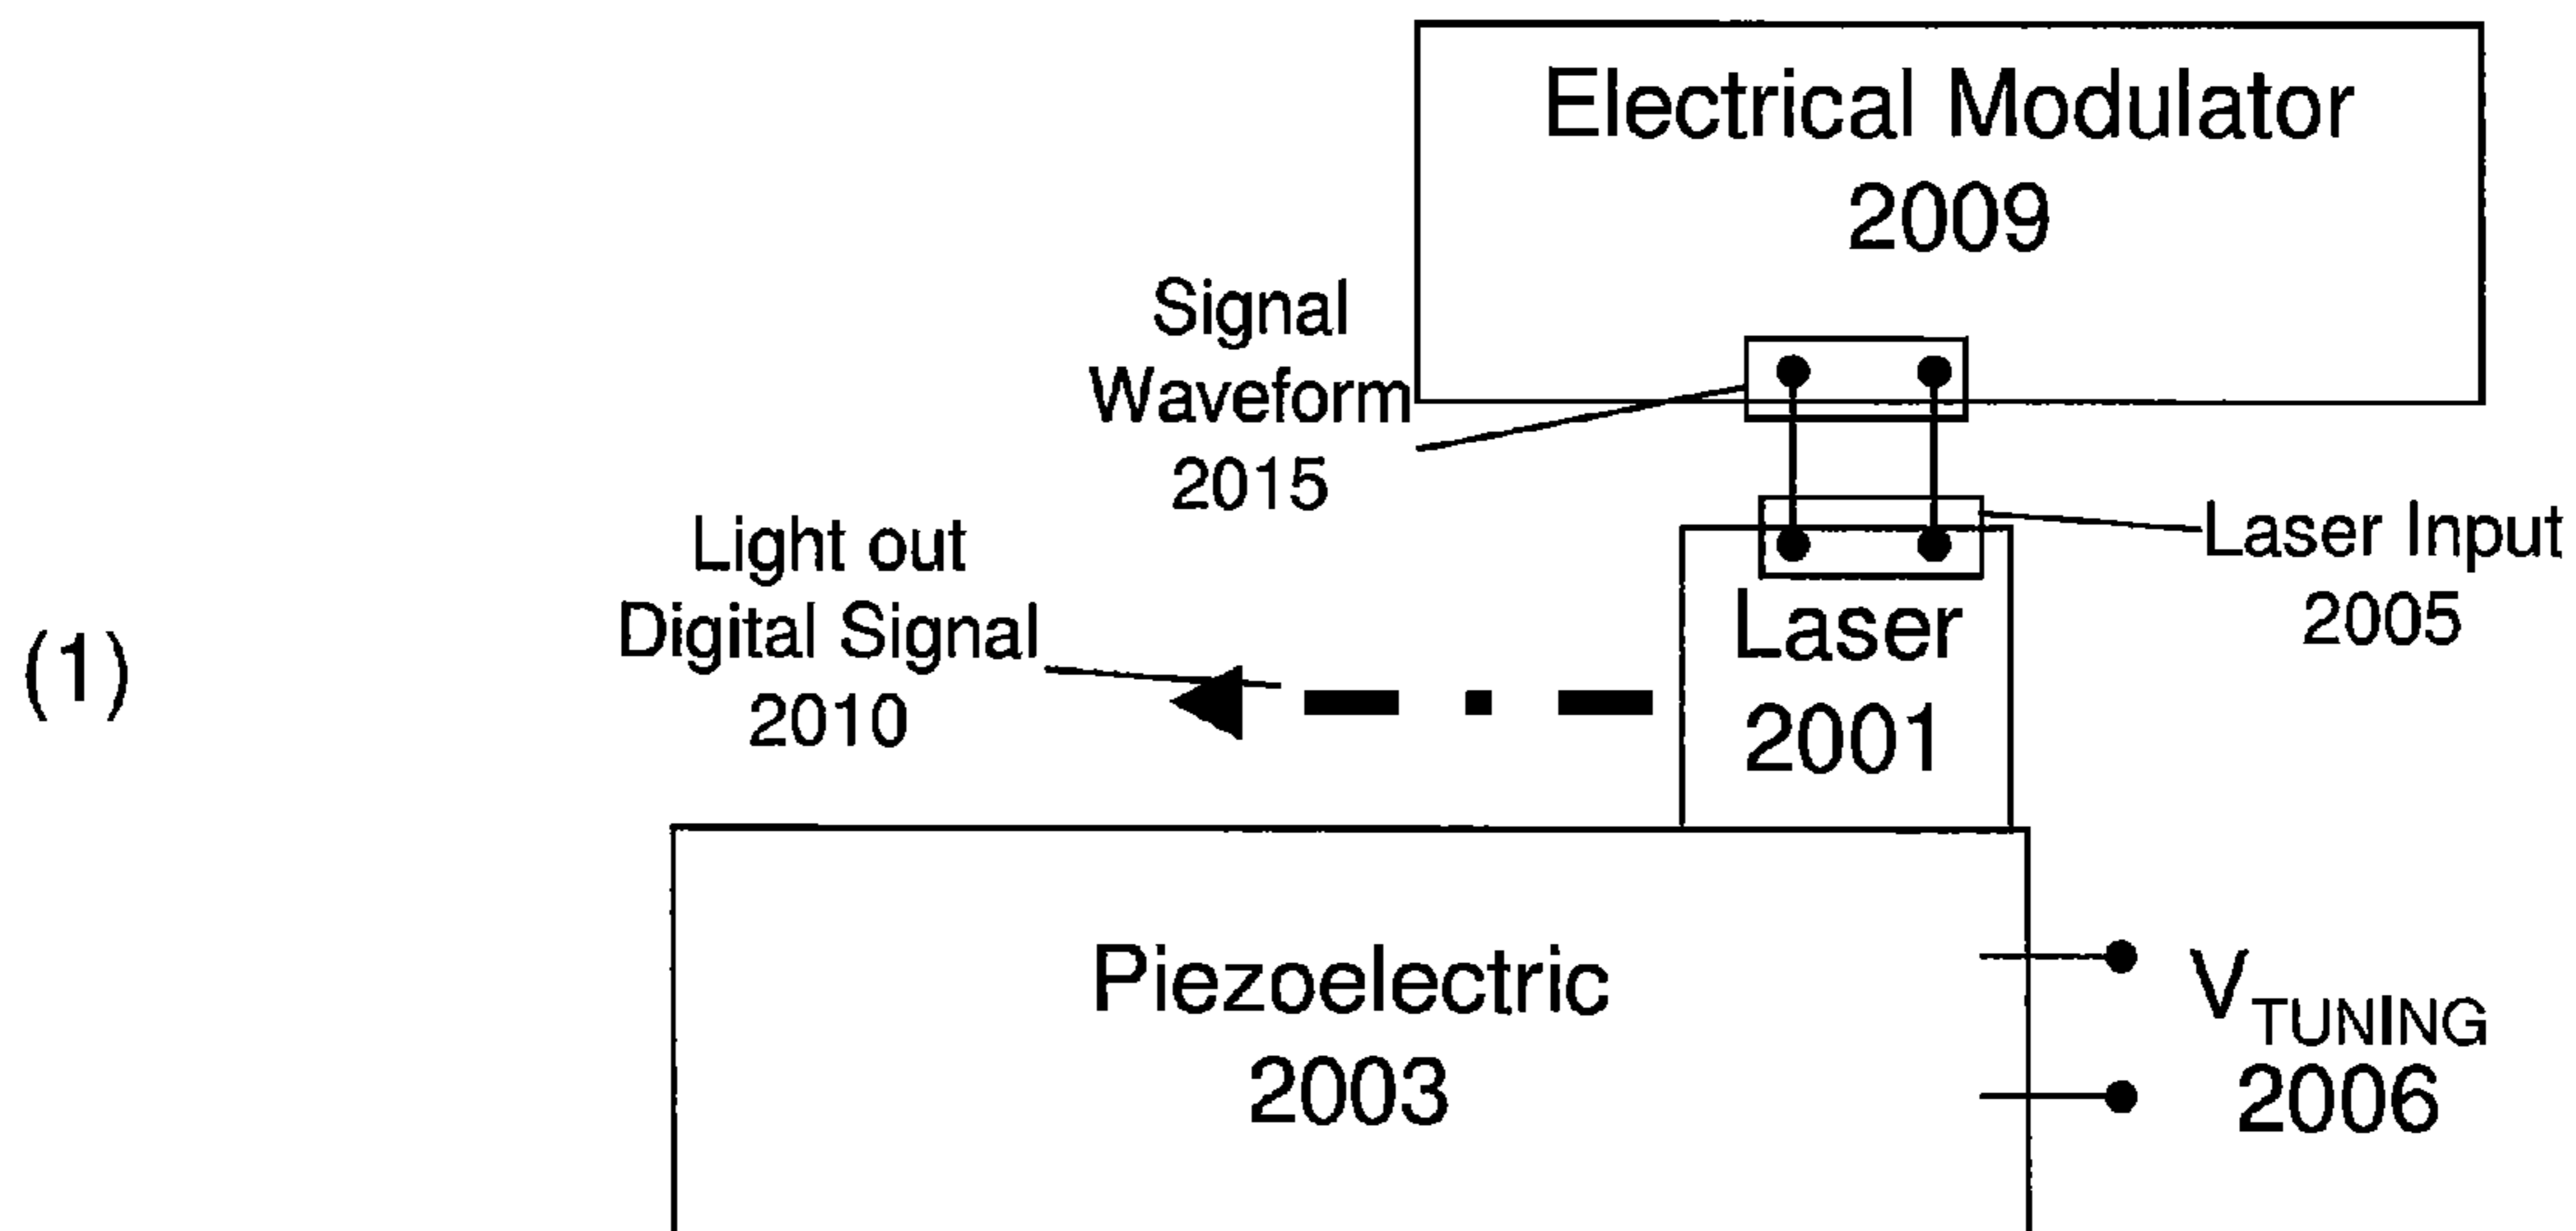 Electrical Modulator
2009
Signal
Waveform
2015
Light out
Digital Signal
2010
Laser Input
2005
Laser
2001
(1)
Piezoelectric
2003
VTUNING
2006